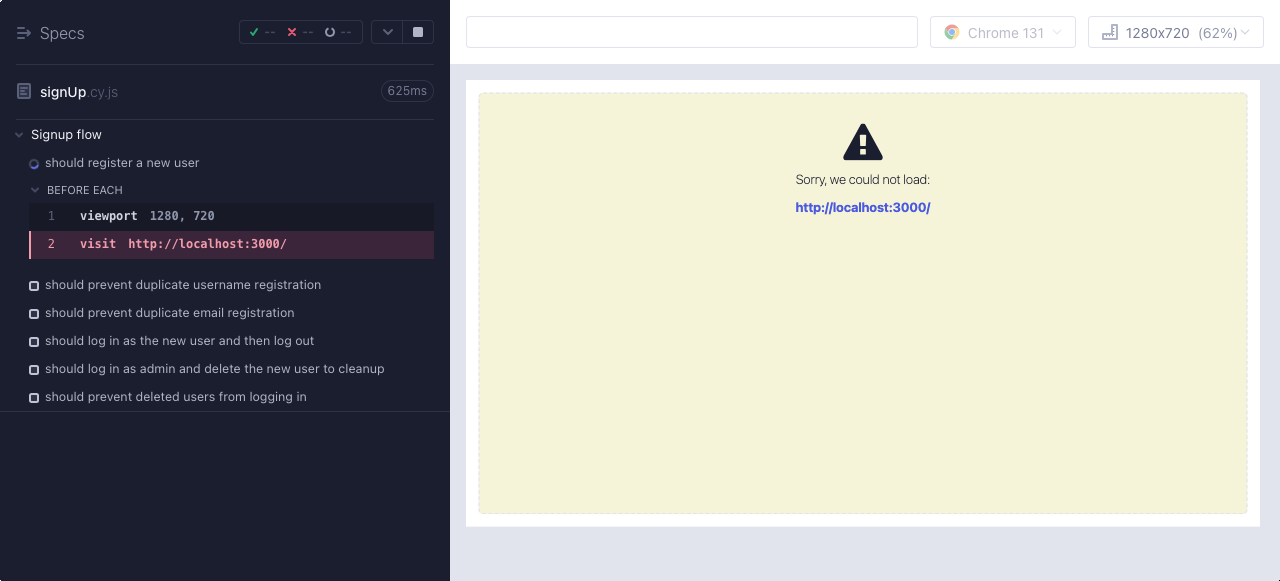 Specs
-- -- --
signUp.cy.js 625ms
Signup flow
should register a new user
BEFORE EACH
1 viewport 1280, 720
2 visit http://localhost:3000/
should prevent duplicate username registration
should prevent duplicate email registration
should log in as the new user and then log out
should log in as admin and delete the new user to cleanup
should prevent deleted users from logging in
Chrome 131
1280x720 (62%)
Sorry, we could not load:
http://localhost:3000/